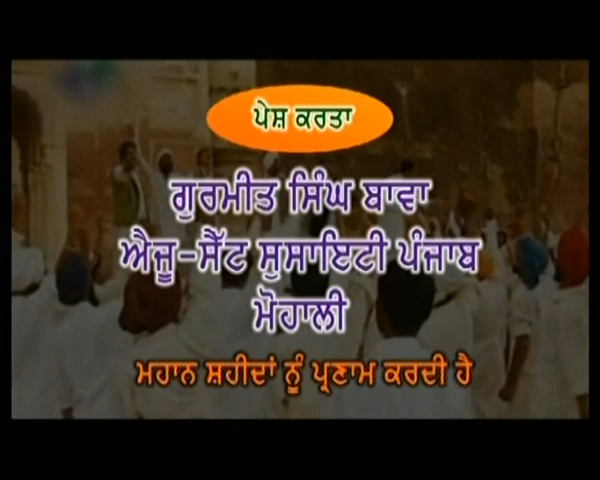 ਪੇਸ਼ ਕਰਤਾ
ਗੁਰਮੀਤ ਸਿੰਘ ਬਾਵਾ
ਐਜੂ-ਸੈੱਟ ਸੁਸਾਇਟੀ ਪੰਜਾਬ
ਮੋਹਾਲੀ
ਮਹਾਨ ਸ਼ਹੀਦਾਂ ਨੂੰ ਪ੍ਰਣਾਮ ਕਰਦੀ ਹੈ